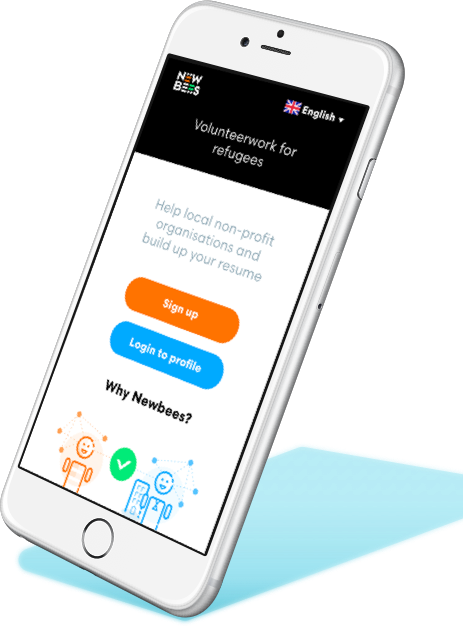 NEW
BEES
English
Volunteerwork for
refugees
Help local non-profit
organisations and
build up your resume
Sign up
Login to profile
Why Newbees?